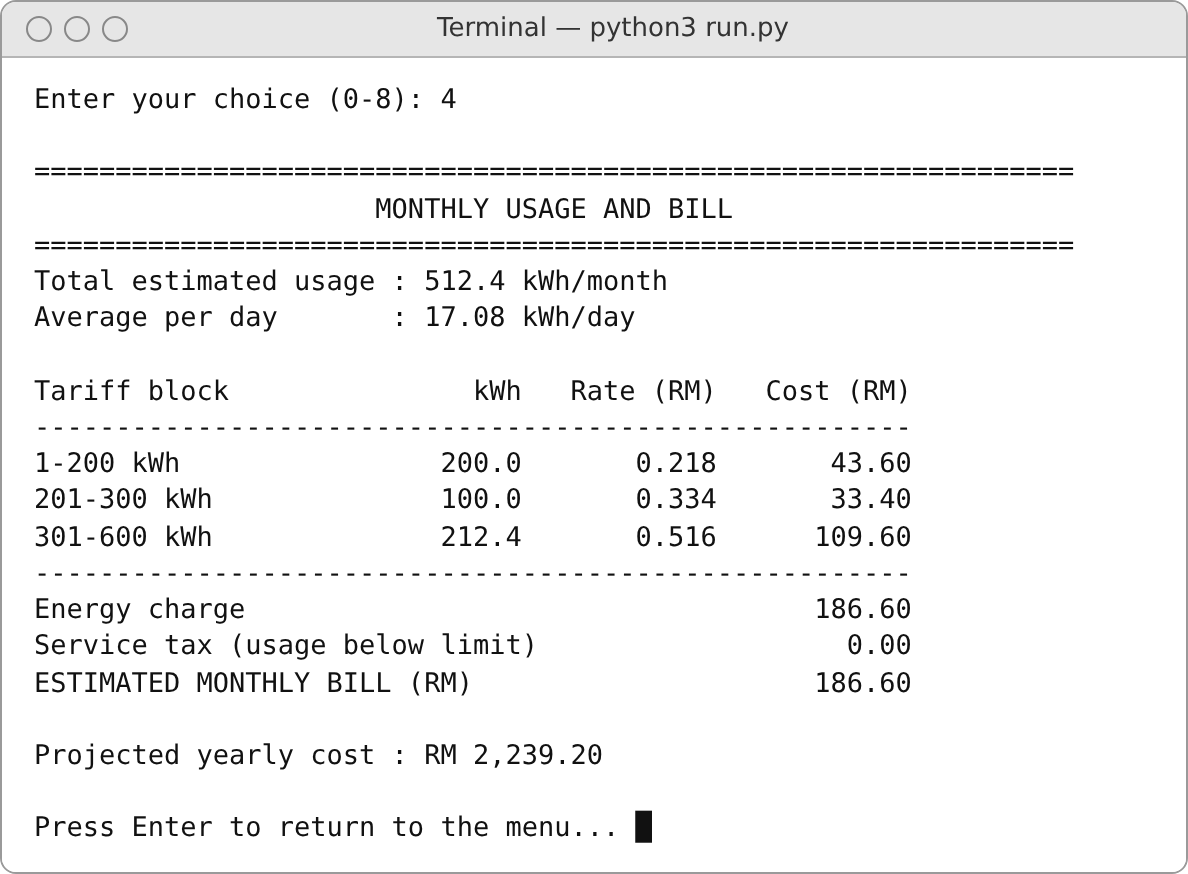 Terminal — python3 run.py
Enter your choice (0-8): 4
================================================================
                     MONTHLY USAGE AND BILL
================================================================
Total estimated usage : 512.4 kWh/month
Average per day       : 17.08 kWh/day
Tariff block               kWh   Rate (RM)   Cost (RM)
------------------------------------------------------
1-200 kWh                200.0       0.218       43.60
201-300 kWh              100.0       0.334       33.40
301-600 kWh              212.4       0.516      109.60
------------------------------------------------------
Energy charge                                   186.60
Service tax (usage below limit)                   0.00
ESTIMATED MONTHLY BILL (RM)                     186.60
Projected yearly cost : RM 2,239.20
Press Enter to return to the menu...